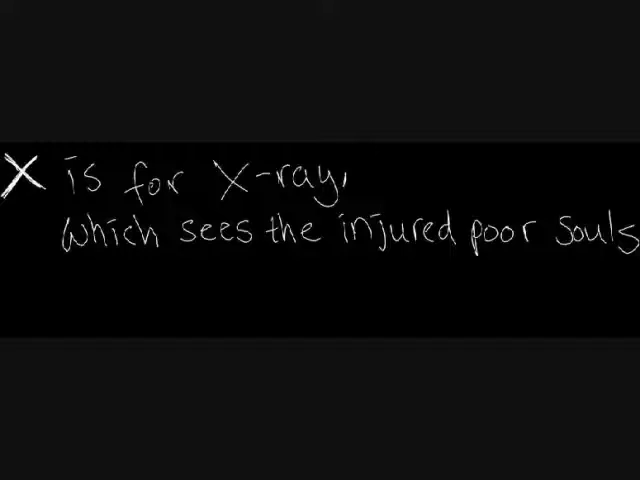 X is for X-ray,
which sees the injured poor souls